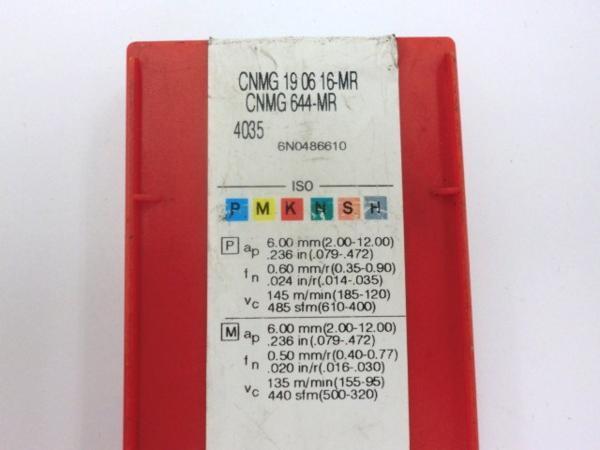 CNMG 19 06 16-MR
CNMG 644-MR
4035
6N0486610
ISO
P M K N S H
P ap 6.00 mm(2.00-12.00)
.236 in(.079-.472)
fn 0.60 mm/r(0.35-0.90)
.024 in/r(.014-.035)
vc 145 m/min(185-120)
485 sfm(610-400)
M ap 6.00 mm(2.00-12.00)
.236 in(.079-.472)
fn 0.50 mm/r(0.40-0.77)
.020 in/r(.016-.030)
vc 135 m/min(155-95)
440 sfm(500-320)